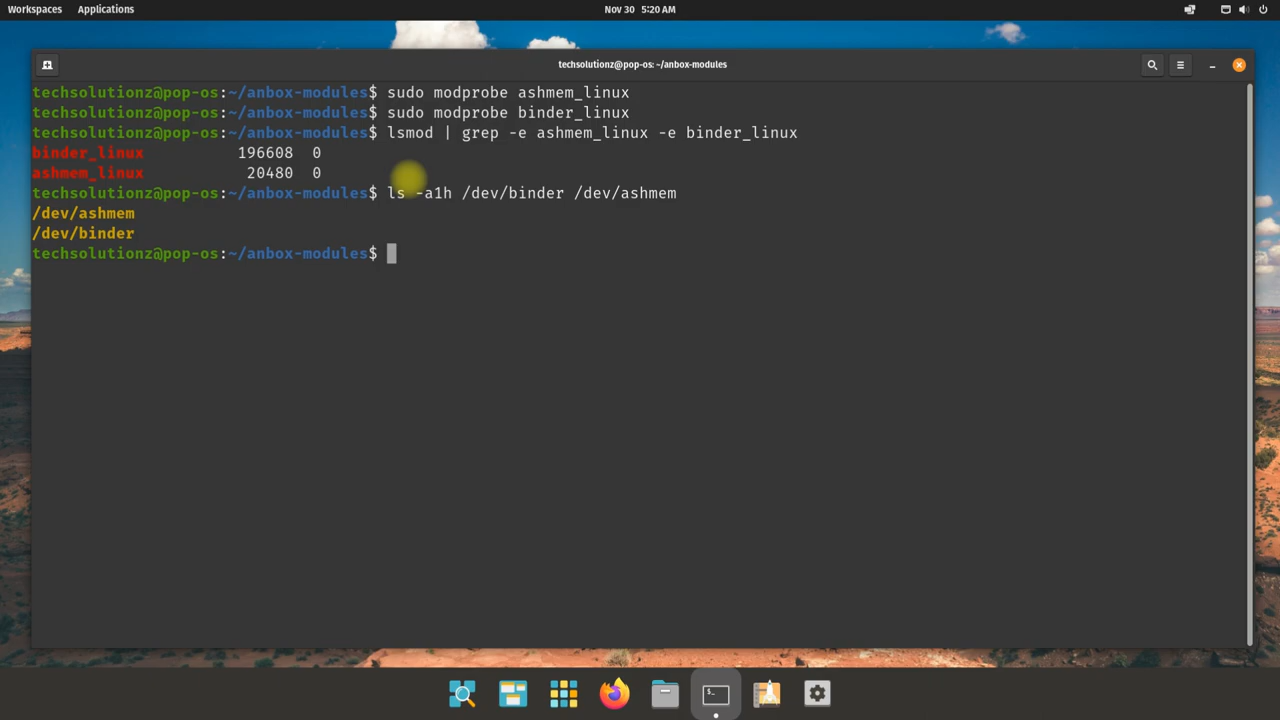 Workspaces Applications Nov 30 5:20 AM
techsolutionz@pop-os: ~/anbox-modules
techsolutionz@pop-os:~/anbox-modules$ sudo modprobe ashmem_linux
techsolutionz@pop-os:~/anbox-modules$ sudo modprobe binder_linux
techsolutionz@pop-os:~/anbox-modules$ lsmod | grep -e ashmem_linux -e binder_linux
binder_linux 196608 0
ashmem_linux 20480 0
techsolutionz@pop-os:~/anbox-modules$ ls -a1h /dev/binder /dev/ashmem
/dev/ashmem
/dev/binder
techsolutionz@pop-os:~/anbox-modules$